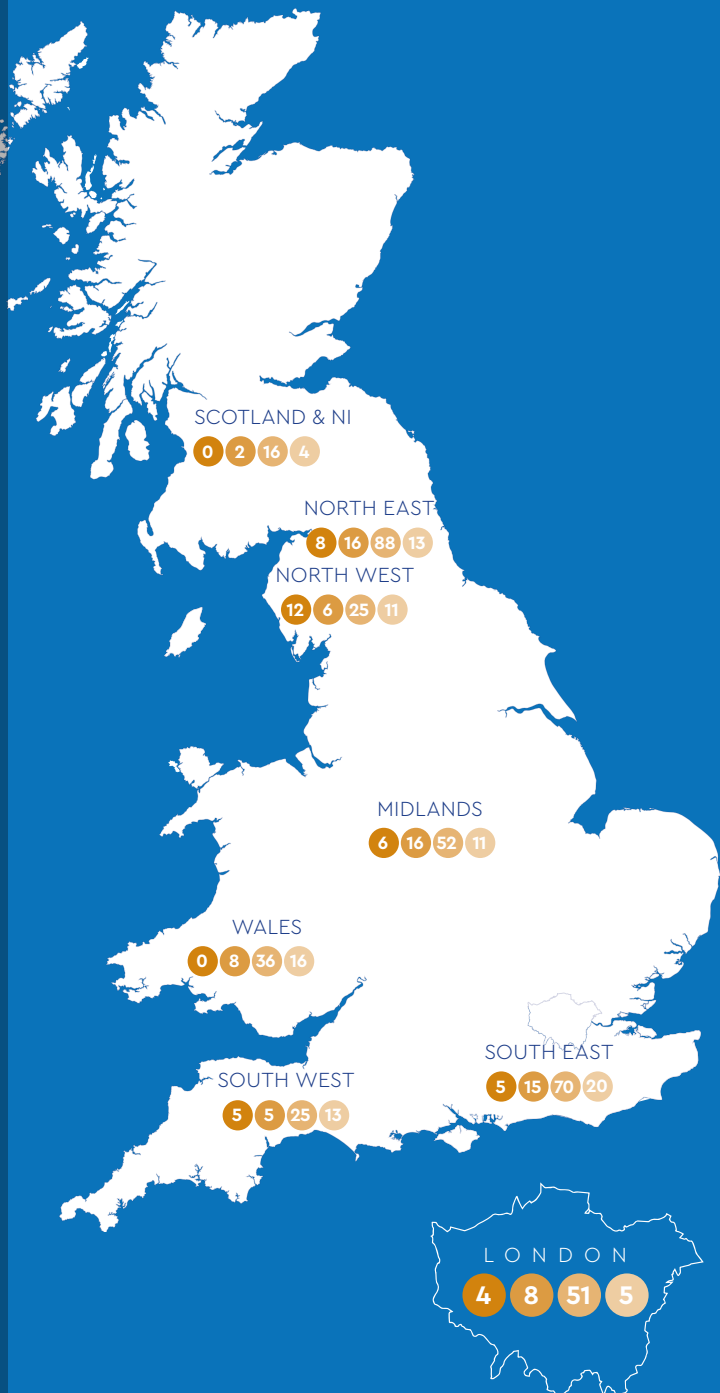 SCOTLAND & NI
0 2 16 4
NORTH EAST
8 16 88 13
NORTH WEST
12 6 25 11
MIDLANDS
6 16 52 11
WALES
0 8 36 16
SOUTH EAST
5 15 70 20
SOUTH WEST
5 5 25 13
LONDON
4 8 51 5